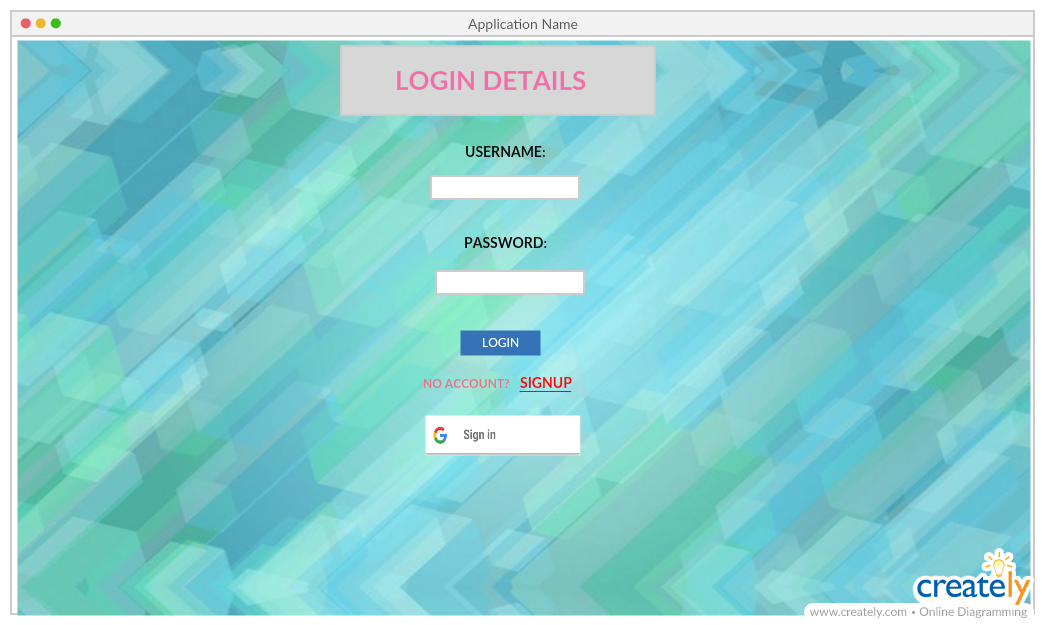 Application Name
LOGIN DETAILS
USERNAME:
PASSWORD:
LOGIN
NO ACCOUNT? SIGNUP
Sign in
creately
www.creately.com • Online Diagramming